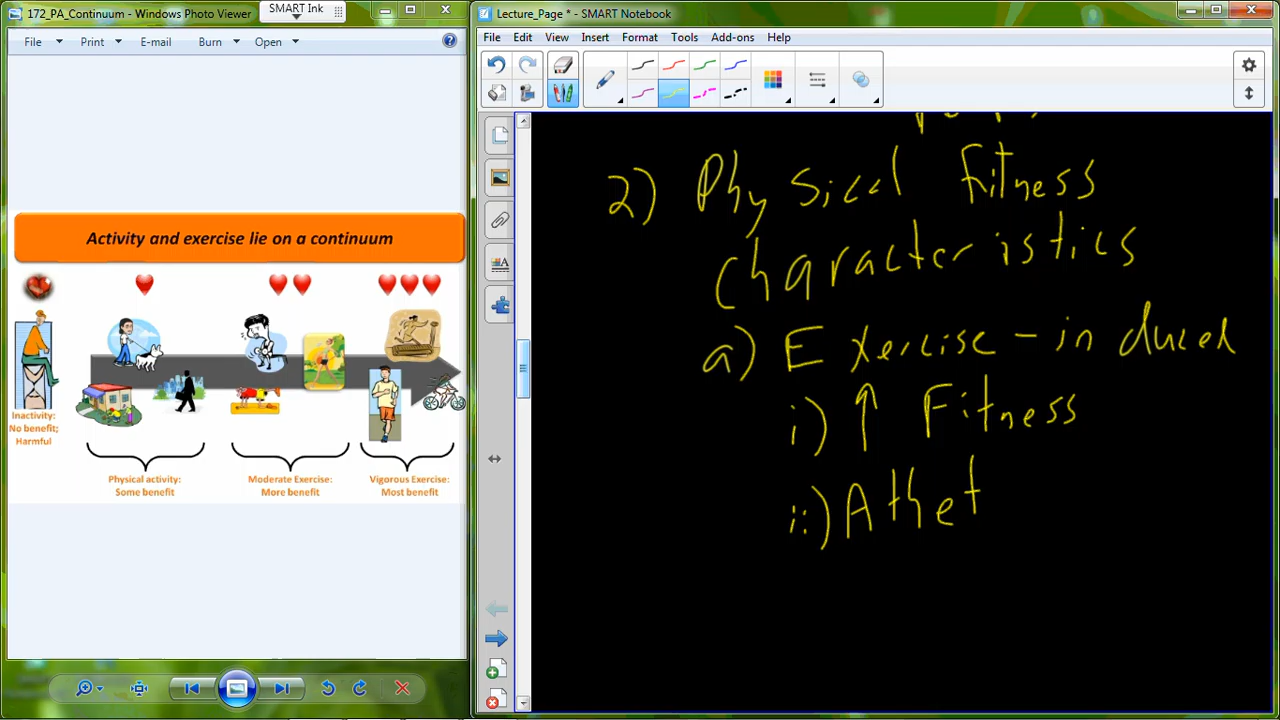 172_PA_Continuum - Windows Photo Viewer
SMART Ink
File Print E-mail Burn Open
Activity and exercise lie on a continuum
Inactivity:
No benefit;
Harmful
Physical activity:
Some benefit
Moderate Exercise:
More benefit
Vigorous Exercise:
Most benefit
Lecture_Page * - SMART Notebook
File Edit View Insert Format Tools Add-ons Help
2) Physical fitness
characteristics
a) Exercise - induced
i) ↑ Fitness
ii) Athet